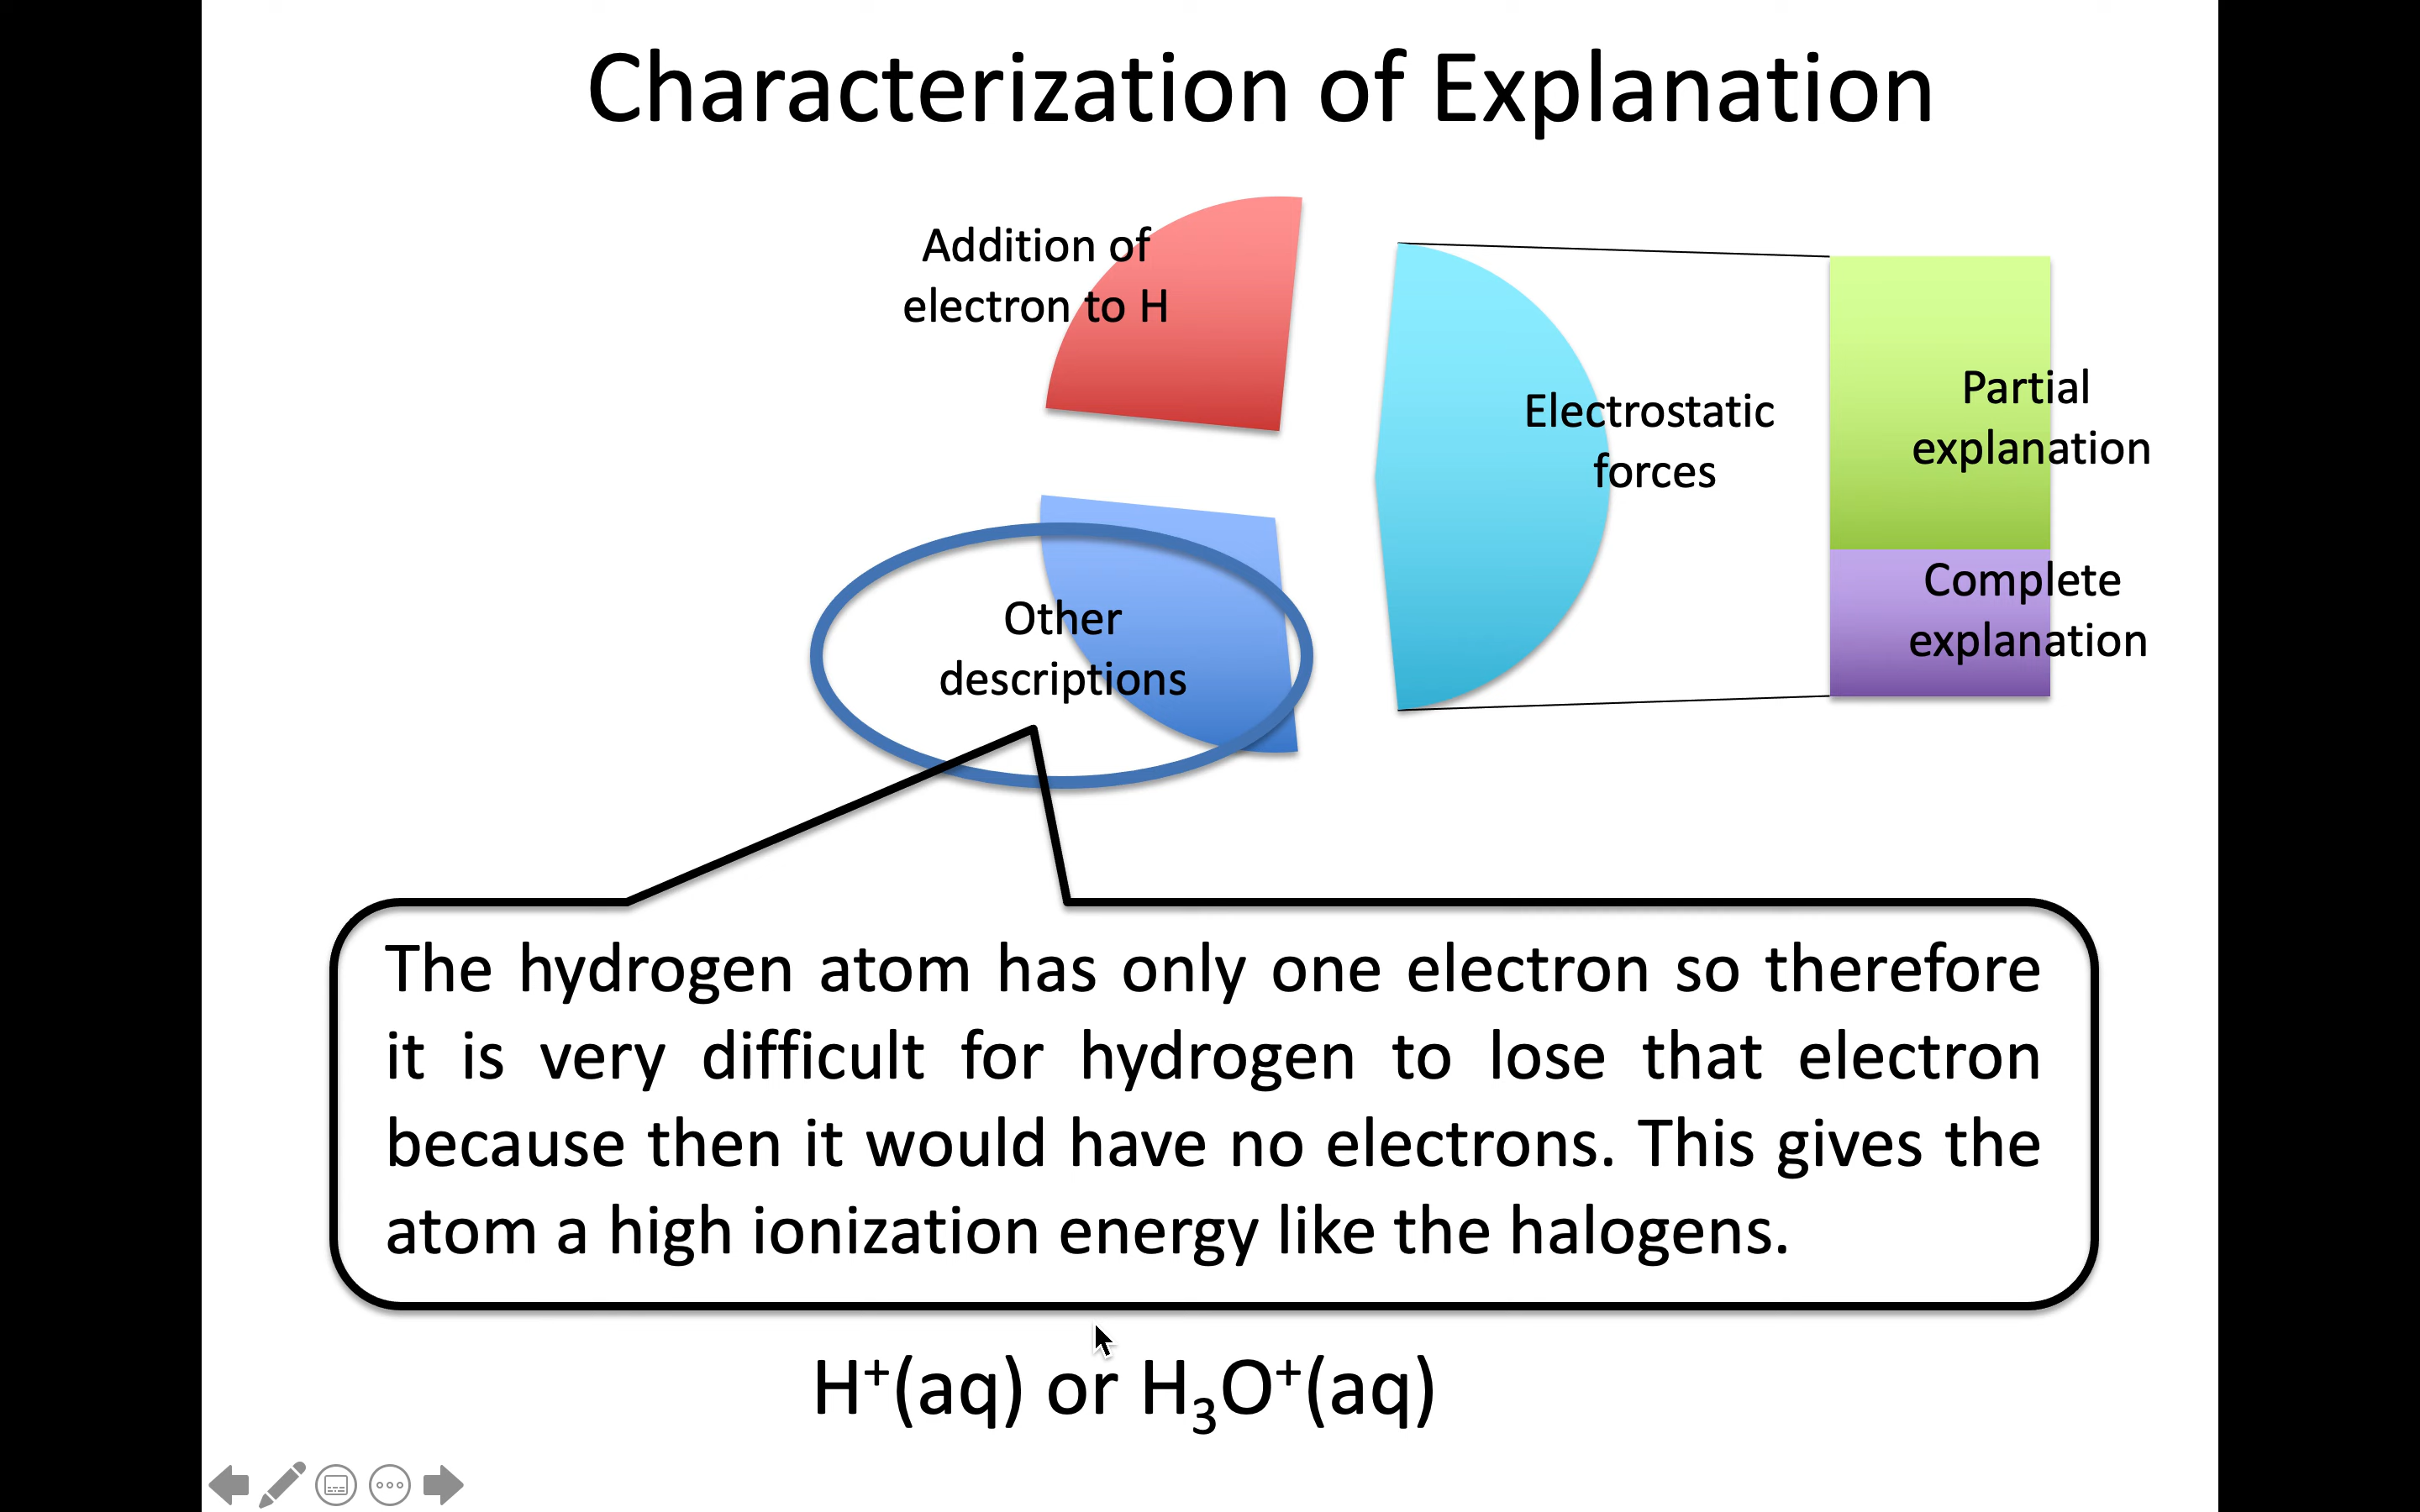 Characterization of Explanation
Addition of
electron to H
Electrostatic
forces
Partial
explanation
Complete
explanation
Other
descriptions
The hydrogen atom has only one electron so therefore
it is very difficult for hydrogen to lose that electron
because then it would have no electrons. This gives the
atom a high ionization energy like the halogens.
H⁺(aq) or H₃O⁺(aq)